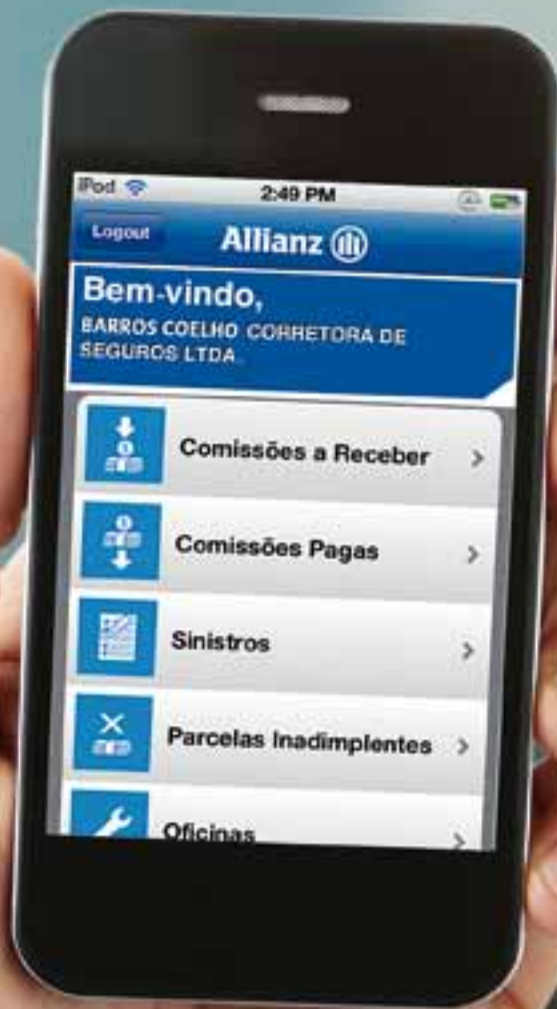 iPod 2:49 PM
Logout Allianz
Bem-vindo,
BARROS COELHO CORRETORA DE
SEGUROS LTDA.
Comissões a Receber
Comissões Pagas
Sinistros
Parcelas Inadimplentes
Oficinas